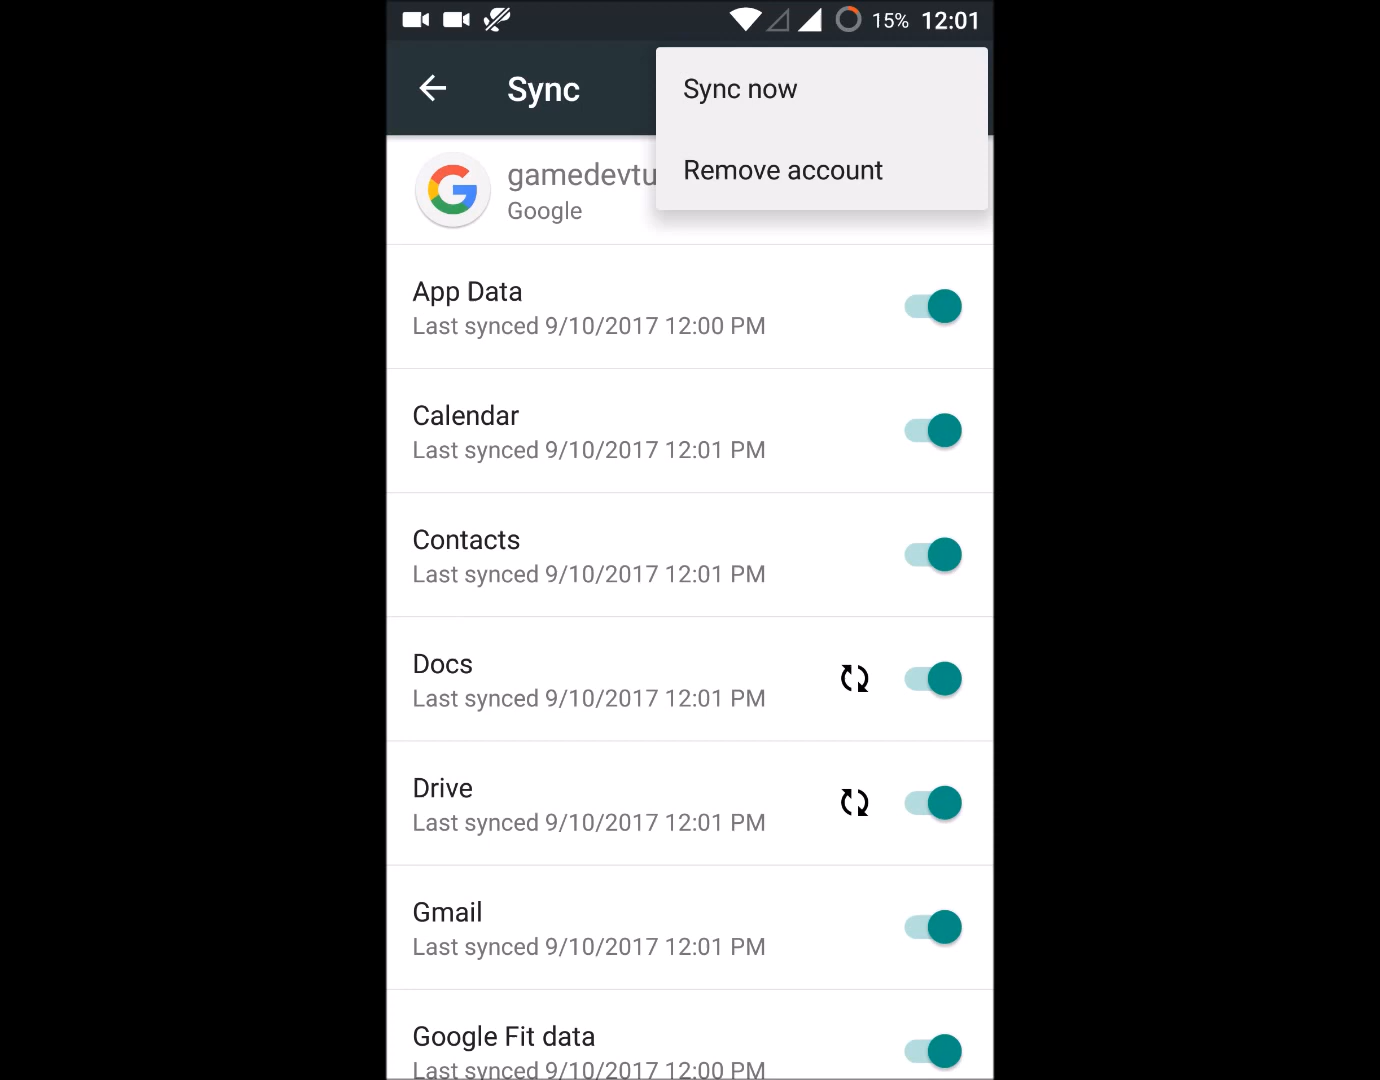 15% 12:01
Sync
Sync now
Remove account
gamedevtu
Google
App Data
Last synced 9/10/2017 12:00 PM
Calendar
Last synced 9/10/2017 12:01 PM
Contacts
Last synced 9/10/2017 12:01 PM
Docs
Last synced 9/10/2017 12:01 PM
Drive
Last synced 9/10/2017 12:01 PM
Gmail
Last synced 9/10/2017 12:01 PM
Google Fit data
Last synced 9/10/2017 12:00 PM